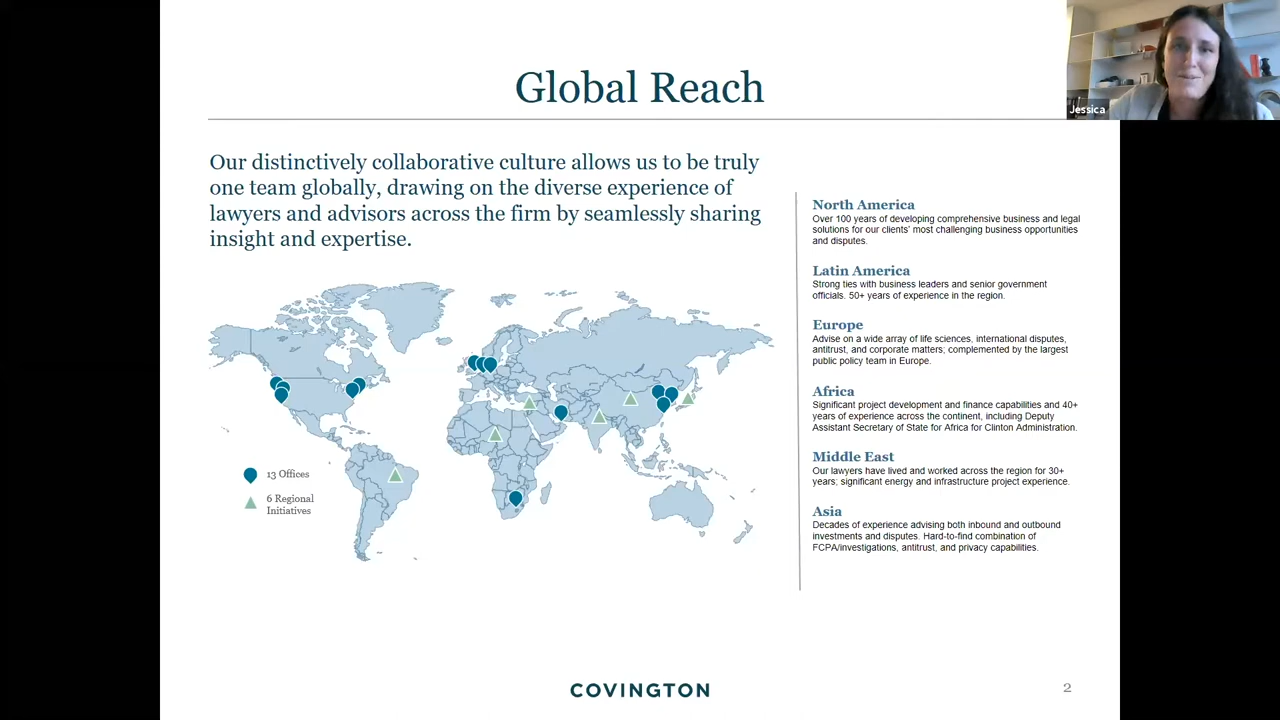 Global Reach
Jessica
Our distinctively collaborative culture allows us to be truly
one team globally, drawing on the diverse experience of
lawyers and advisors across the firm by seamlessly sharing
insight and expertise.
13 Offices
6 Regional
Initiatives
North America
Over 100 years of developing comprehensive business and legal
solutions for our clients' most challenging business opportunities
and disputes.
Latin America
Strong ties with business leaders and senior government
officials. 50+ years of experience in the region.
Europe
Advise on a wide array of life sciences, international disputes,
antitrust, and corporate matters; complemented by the largest
public policy team in Europe.
Africa
Significant project development and finance capabilities and 40+
years of experience across the continent, including Deputy
Assistant Secretary of State for Africa for Clinton Administration.
Middle East
Our lawyers have lived and worked across the region for 30+
years; significant energy and infrastructure project experience.
Asia
Decades of experience advising both inbound and outbound
investments and disputes. Hard-to-find combination of
FCPA/investigations, antitrust, and privacy capabilities.
COVINGTON
2